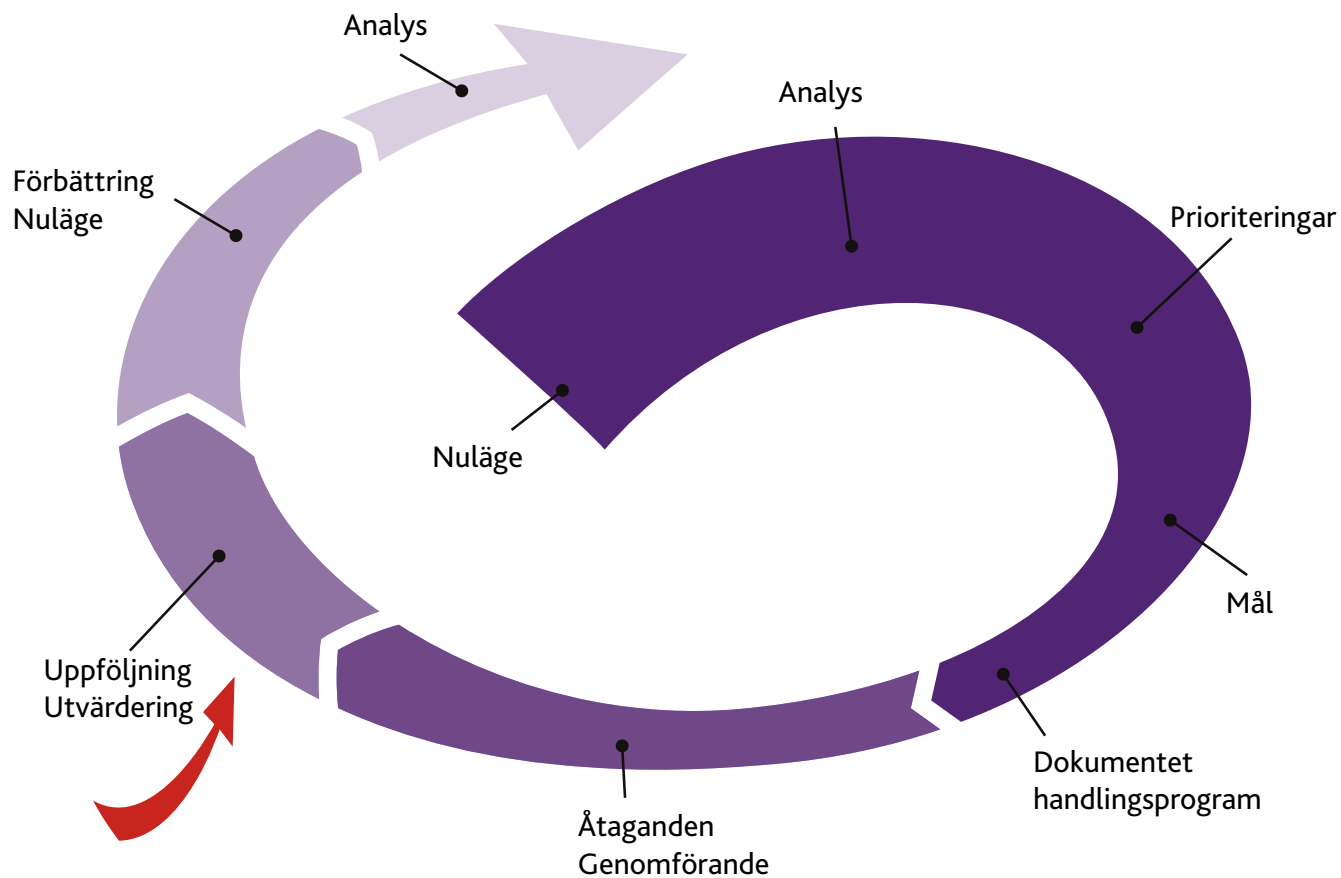 Analys
Analys
Förbättring
Nuläge
Prioriteringar
Nuläge
Mål
Uppföljning
Utvärdering
Dokumentet
handlingsprogram
Åtaganden
Genomförande